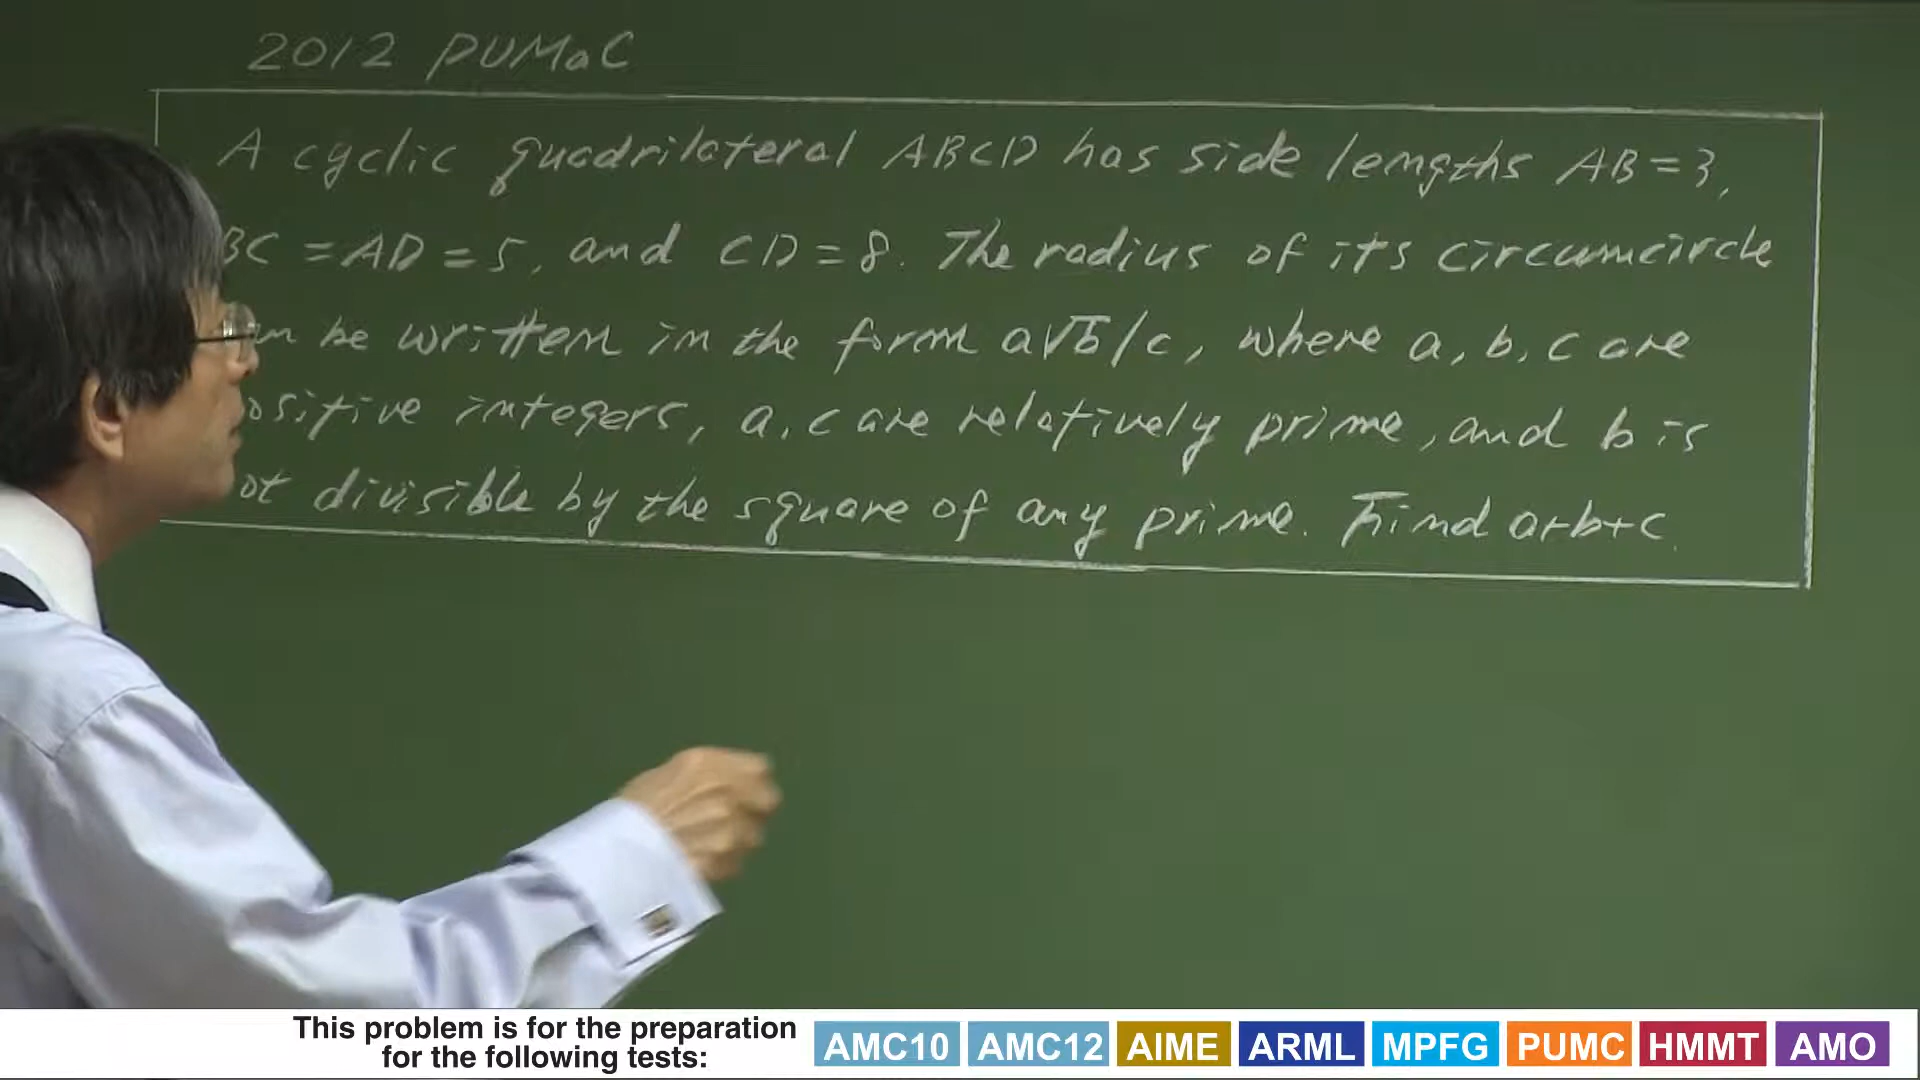 2012 PUMaC
A cyclic quadrilateral ABCD has side lengths AB=3,
BC =AD=5, and CD=8. The radius of its circumcircle
be written in the form a√b/c, where a, b, c are
ositive integers, a, c are relatively prime, and b is
ot divisible by the square of any prime. Find a+b+c.
This problem is for the preparation
for the following tests:
AMC10 AMC12 AIME ARML MPFG PUMC HMMT AMO